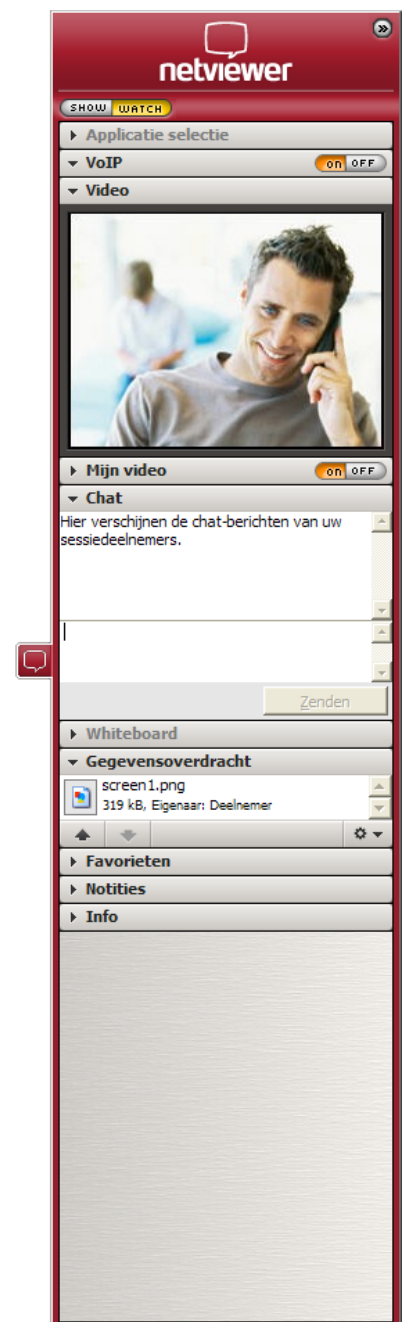 netviewer
SHOW WATCH
Applicatie selectie
VoIP on OFF
Video
Mijn video on OFF
Chat
Hier verschijnen de chat-berichten van uw
sessiedeelnemers.
Zenden
Whiteboard
Gegevensoverdracht
screen1.png
319 kB, Eigenaar: Deelnemer
Favorieten
Notities
Info